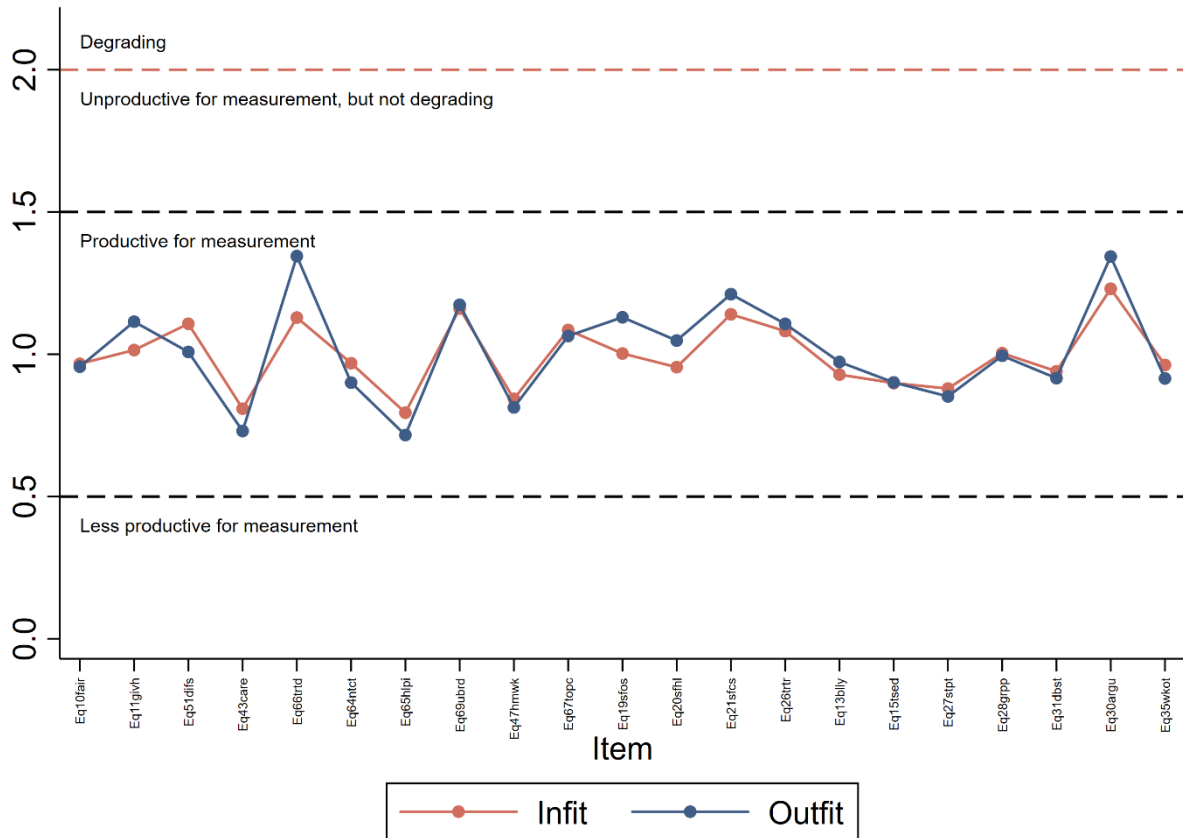 Degrading
2.0
Unproductive for measurement, but not degrading
1.5
Productive for measurement
1.0
0.5
Less productive for measurement
0.0
Eq10fair
Eq11givh
Eq51difs
Eq43care
Eq66trtd
Eq64ntct
Eq65hlpi
Eq69ubrd
Eq47hmwk
Eq67topc
Eq19sfos
Eq20sfhl
Eq21sfcs
Eq26trtr
Eq13blly
Eq15tsed
Eq27stpt
Eq28grpp
Eq31dbst
Eq30argu
Eq35wkot
Item
Infit Outfit